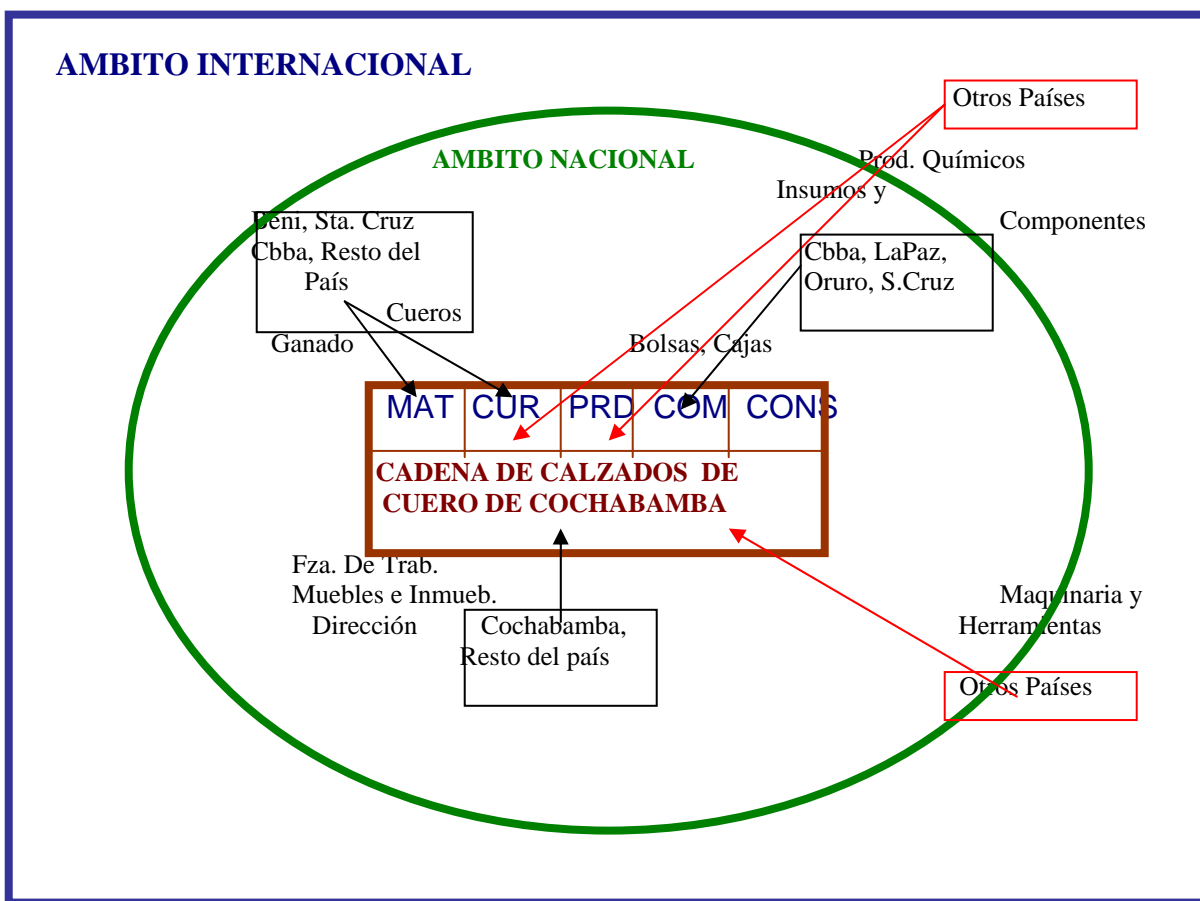 AMBITO INTERNACIONAL
Otros Países
AMBITO NACIONAL
Prod. Químicos
Insumos y
Componentes
Beni, Sta. Cruz
Cbba, Resto del
País
Cueros
Ganado
Cbba, LaPaz,
Oruro, S.Cruz
Bolsas, Cajas
MAT CUR PRD COM CONS
CADENA DE CALZADOS DE
CUERO DE COCHABAMBA
Fza. De Trab.
Muebles e Inmueb.
Dirección
Cochabamba,
Resto del país
Maquinaria y
Herramientas
Otros Países